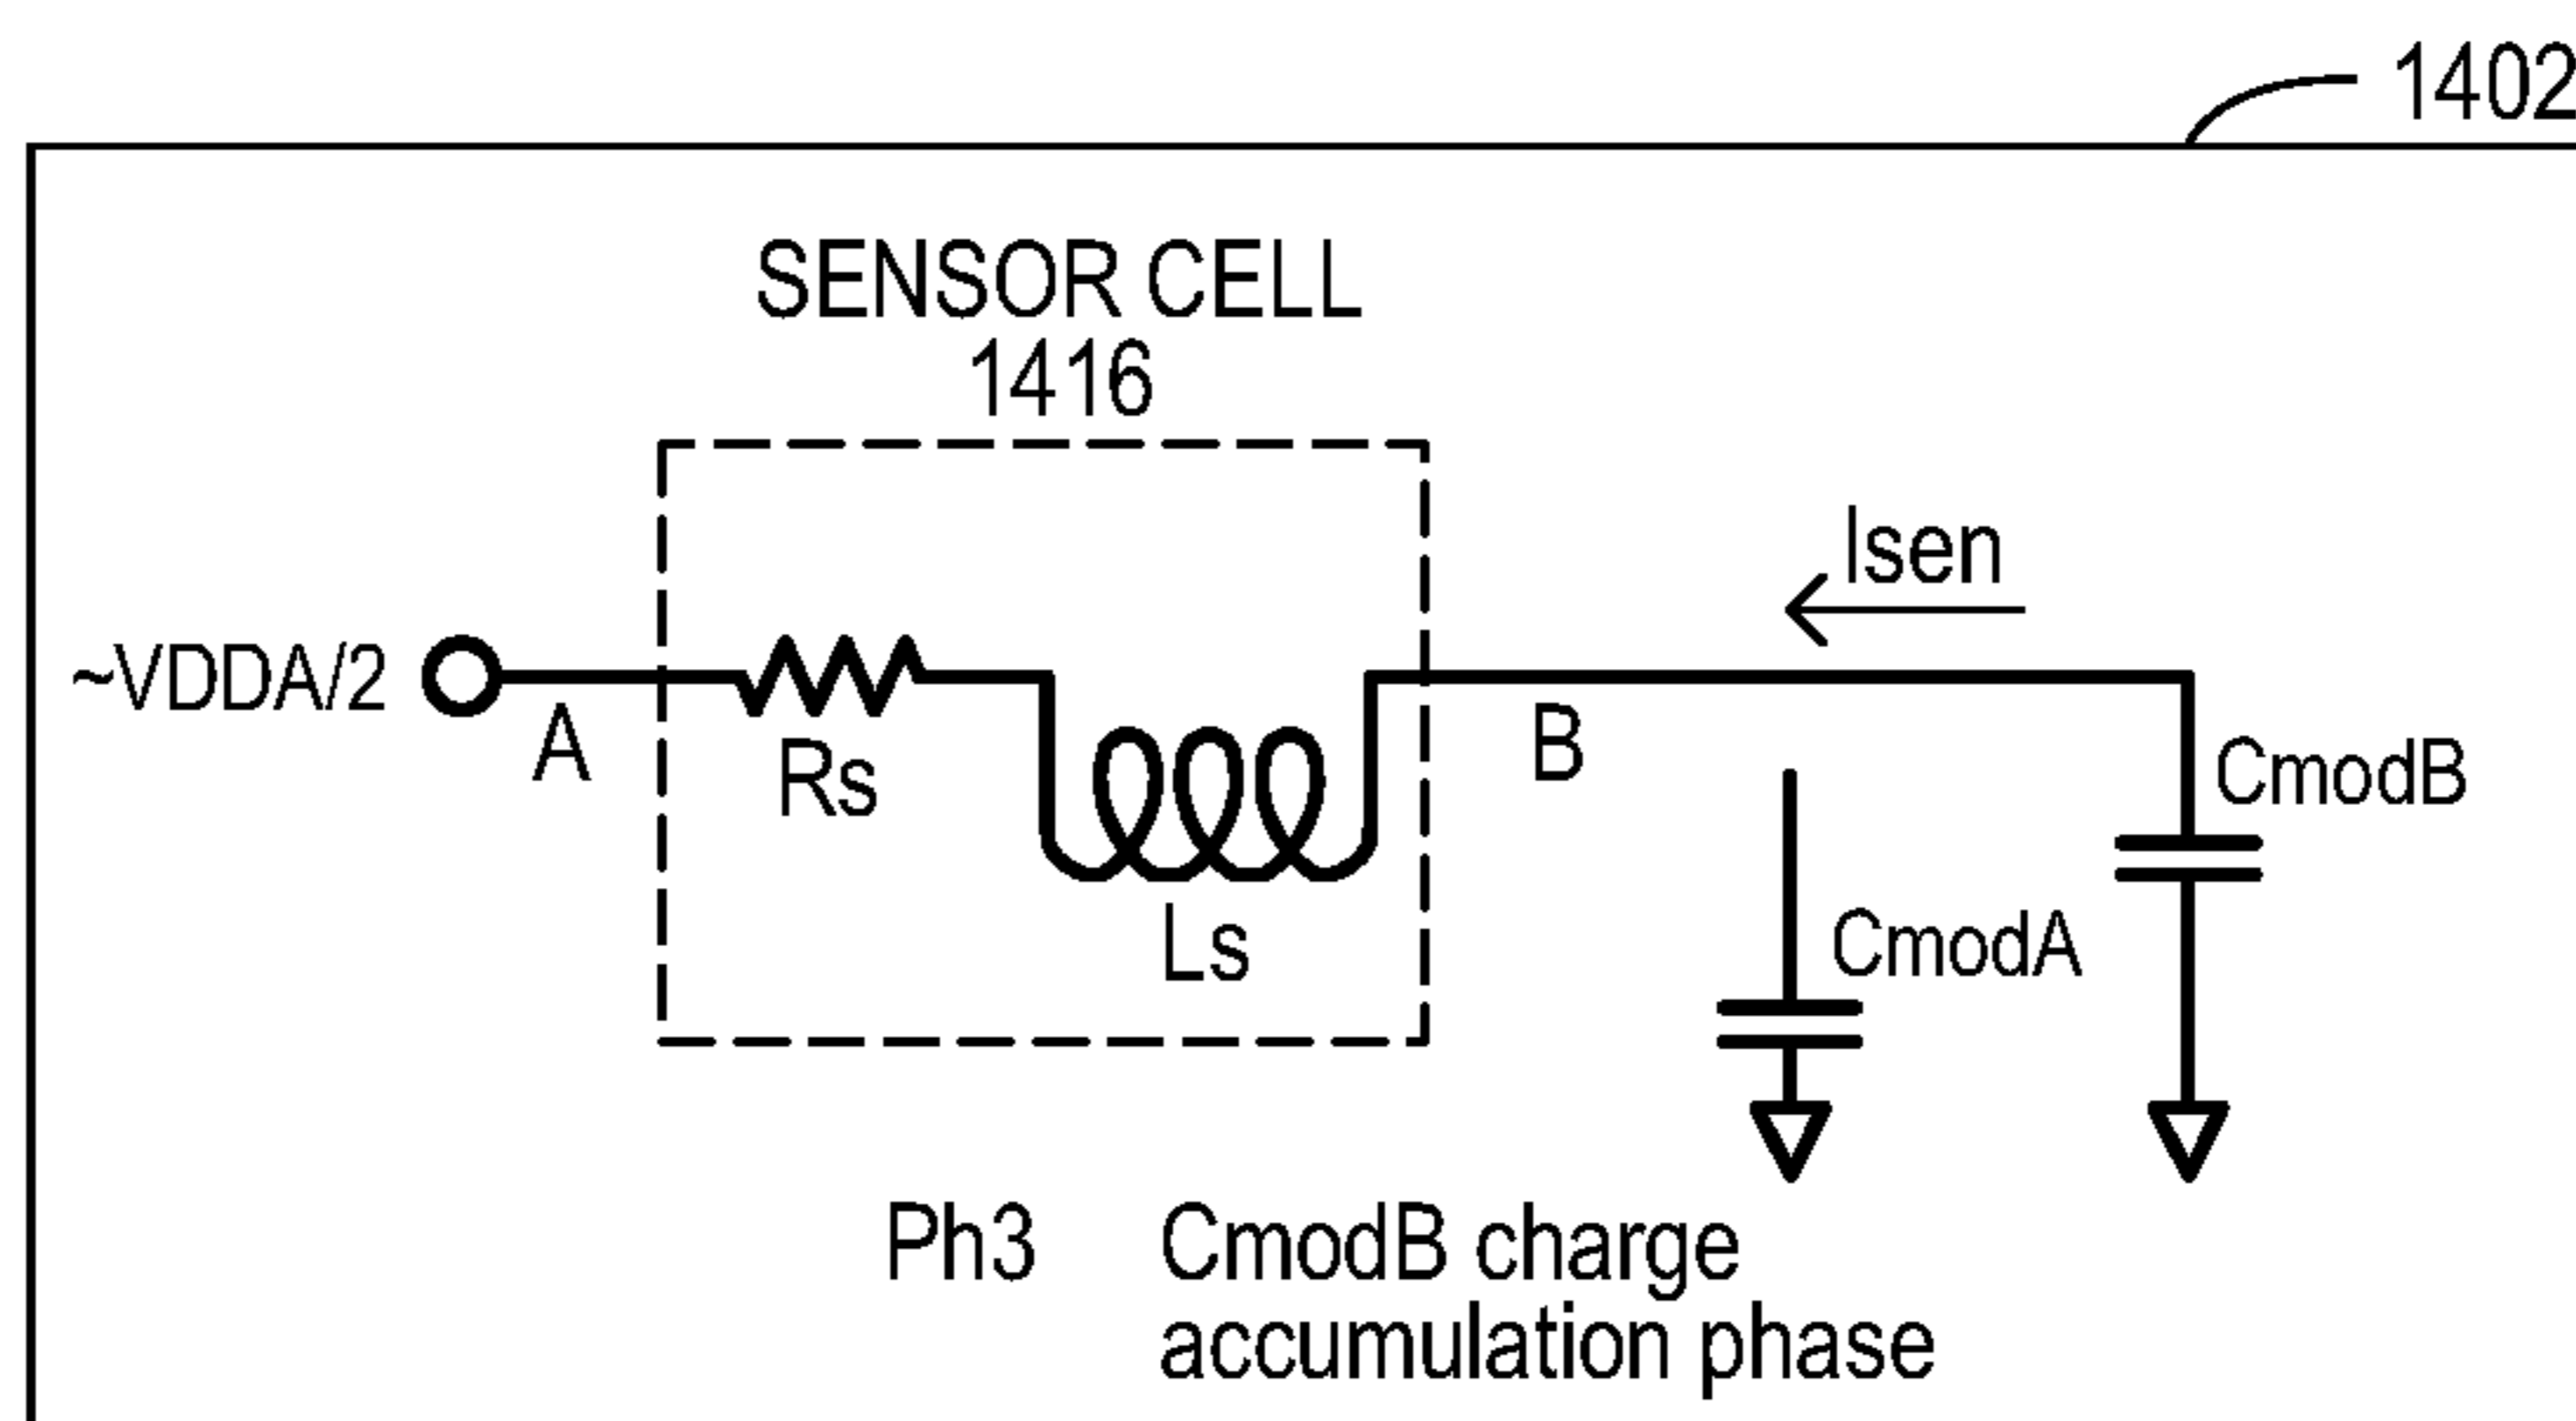 1402
SENSOR CELL
1416
Isen
~VDDA/2
A
Rs
B
CmodB
Ls
CmodA
Ph3 CmodB charge
accumulation phase